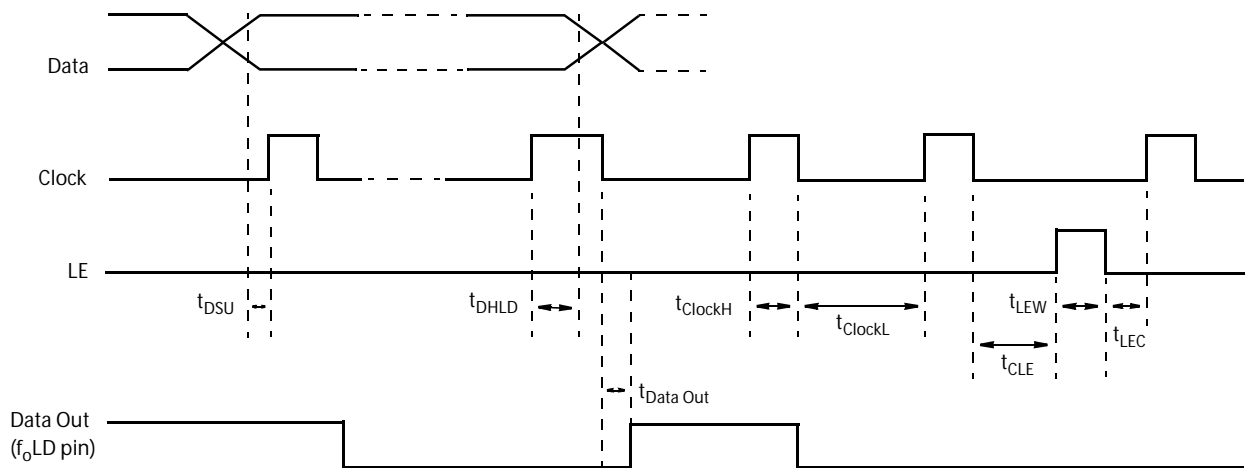 Data
Clock
LE
tDSU
tDHLD
tClockH
tClockL
tLEW
tLEC
tCLE
tData Out
Data Out
(foLD pin)